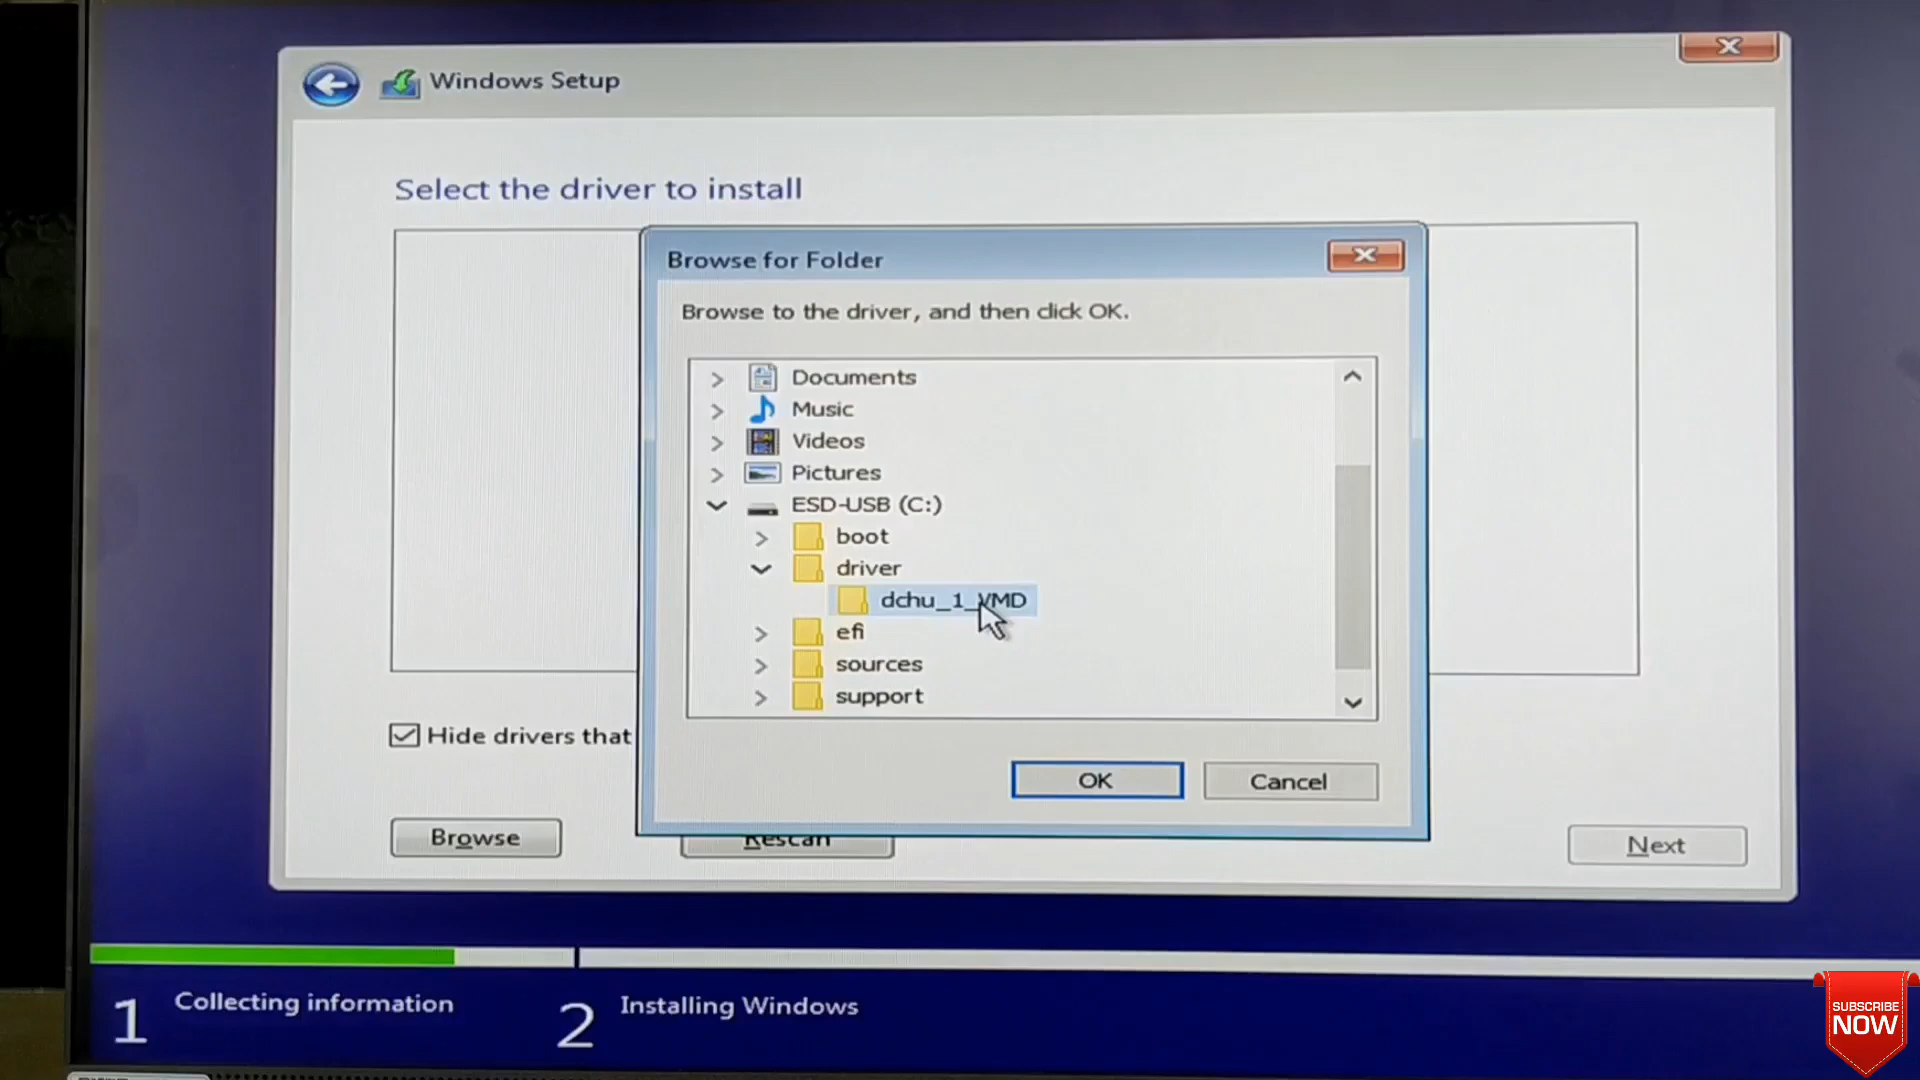 Windows Setup
Select the driver to install
Browse for Folder
Browse to the driver, and then click OK.
Documents
Music
Videos
Pictures
ESD-USB (C:)
boot
driver
dchu_1_VMD
efi
sources
support
Hide drivers that
OK
Cancel
Browse
Rescan
Next
1 Collecting information
2 Installing Windows
SUBSCRIBE
NOW